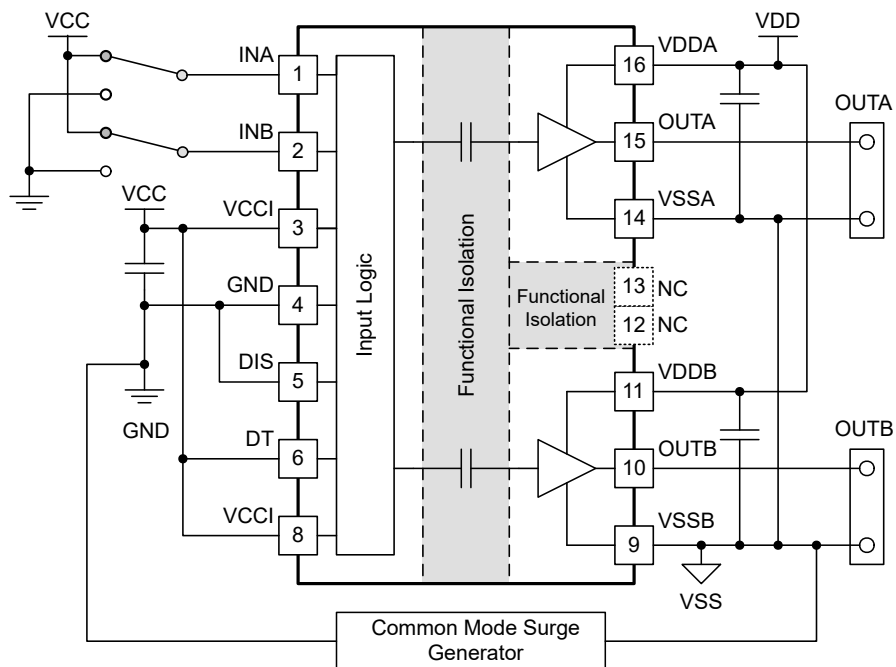 VCC
VDD
INA
1
16
VDDA
OUTA
OUTA
15
INB
2
VCC
VCCI
3
14
VSSA
Input Logic
Functional Isolation
Functional
Isolation
13
NC
12
NC
GND
4
DIS
5
GND
11
VDDB
DT
6
10
OUTB
OUTB
VCCI
8
9
VSSB
VSS
Common Mode Surge
Generator